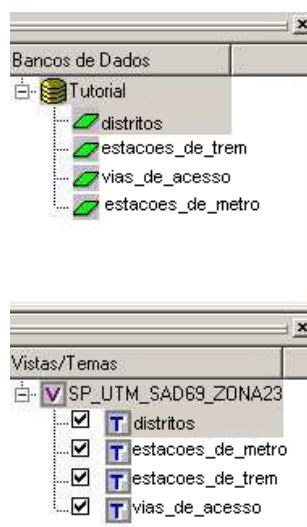 Bancos de Dados
Tutorial
distritos
estacoes_de_trem
vias_de_acesso
estacoes_de_metro
Vistas/Temas
V SP_UTM_SAD69_ZONA23
T distritos
T estacoes_de_metro
T estacoes_de_trem
T vias_de_acesso